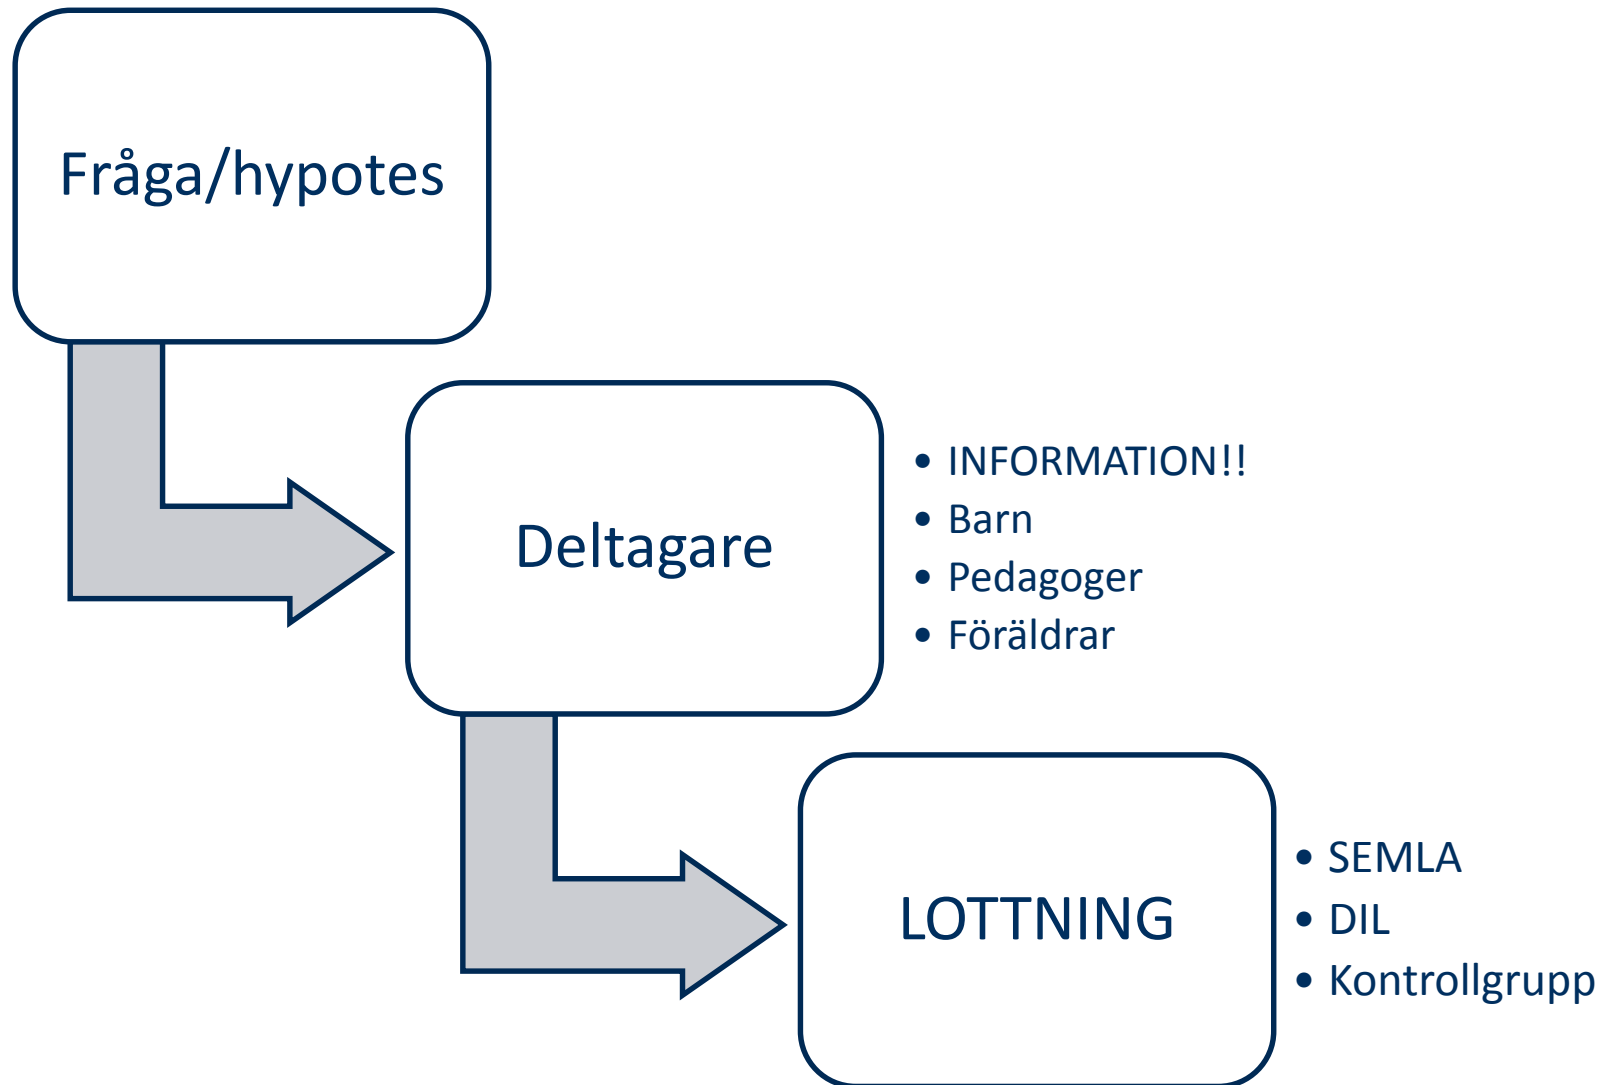 Fråga/hypotes
Deltagare
• INFORMATION!!
• Barn
• Pedagoger
• Föräldrar
LOTTNING
• SEMLA
• DIL
• Kontrollgrupp